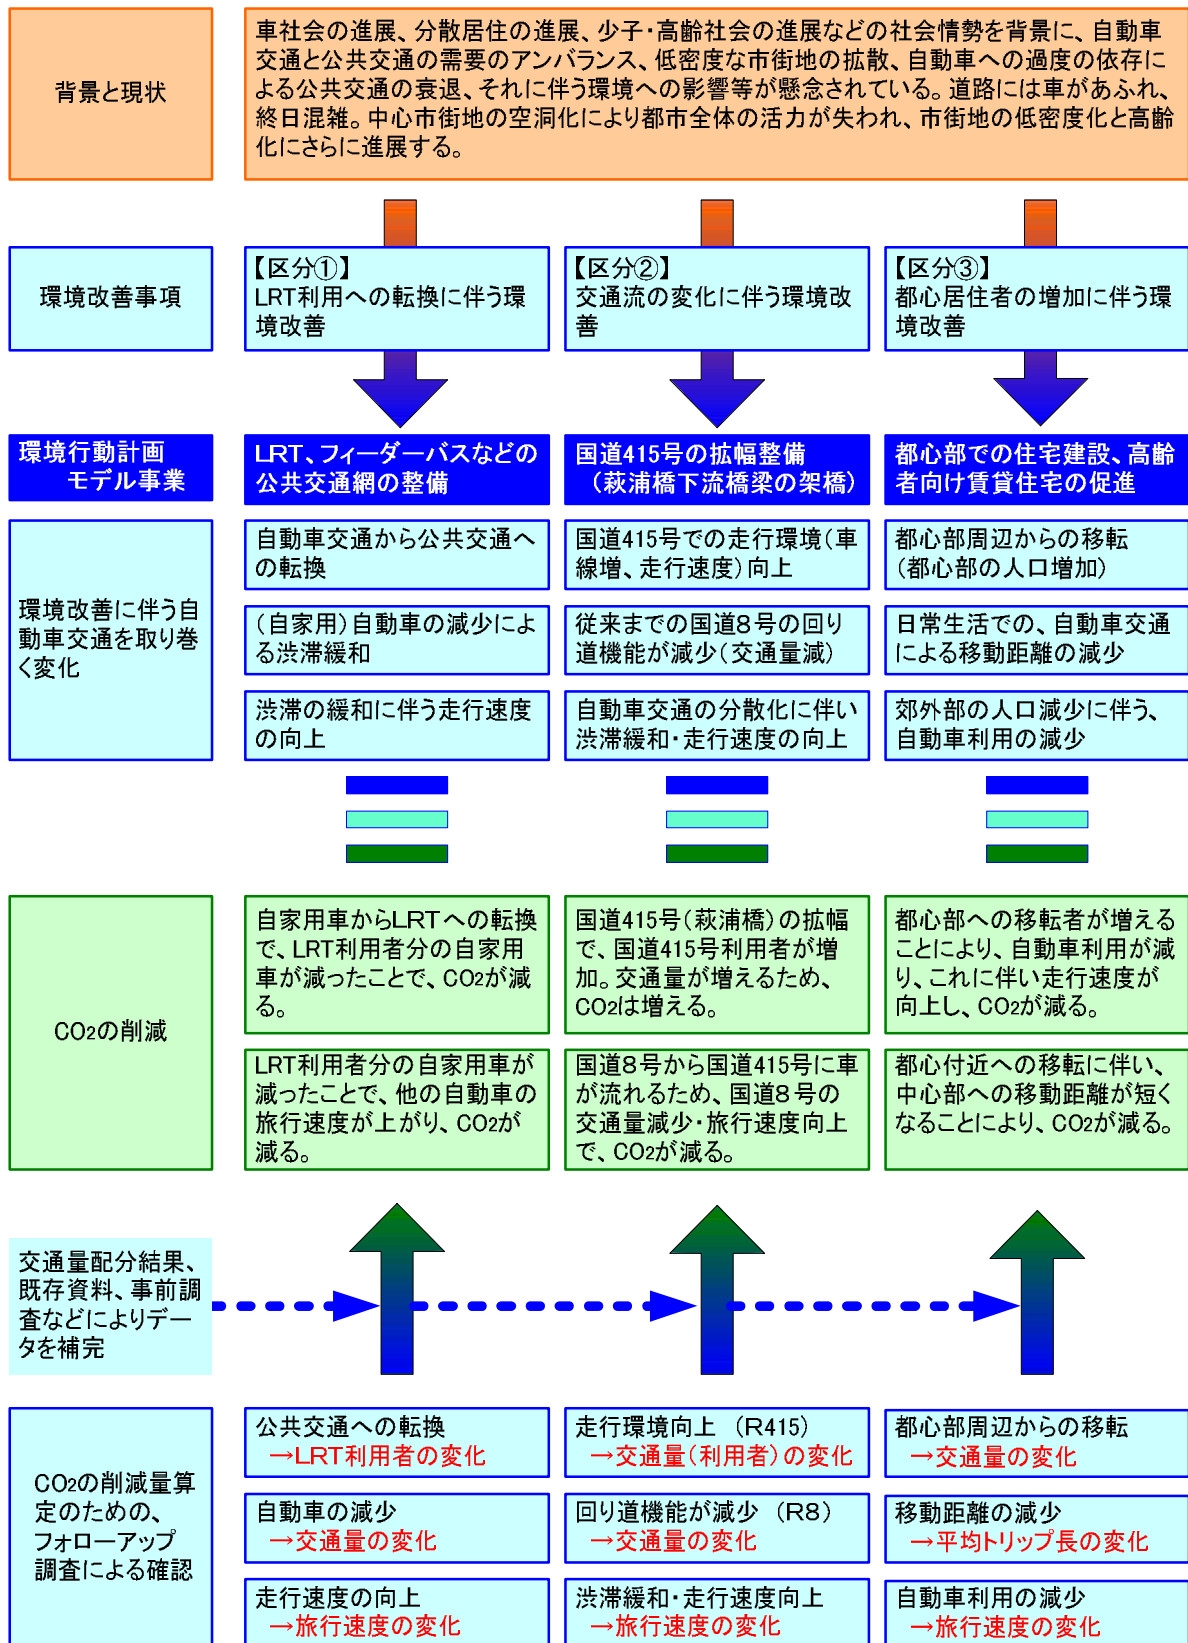 背景と現状
車社会の進展、分散居住の進展、少子・高齢社会の進展などの社会情勢を背景に、自動車
交通と公共交通の需要のアンバランス、低密度な市街地の拡散、自動車への過度の依存に
よる公共交通の衰退、それに伴う環境への影響等が懸念されている。道路には車があふれ、
終日混雑。中心市街地の空洞化により都市全体の活力が失われ、市街地の低密度化と高齢
化にさらに進展する。
環境改善事項
【区分①】
LRT利用への転換に伴う環
境改善
【区分②】
交通流の変化に伴う環境改
善
【区分③】
都心居住者の増加に伴う環
境改善
環境行動計画
モデル事業
LRT、フィーダーバスなどの
公共交通網の整備
国道415号の拡幅整備
（萩浦橋下流橋梁の架橋）
都心部での住宅建設、高齢
者向け賃貸住宅の促進
環境改善に伴う自
動車交通を取り巻
く変化
自動車交通から公共交通へ
の転換
国道415号での走行環境（車
線増、走行速度）向上
都心部周辺からの移転
（都心部の人口増加）
（自家用）自動車の減少によ
る渋滞緩和
従来までの国道8号の回り
道機能が減少（交通量減）
日常生活での、自動車交通
による移動距離の減少
渋滞の緩和に伴う走行速度
の向上
自動車交通の分散化に伴い
渋滞緩和・走行速度の向上
郊外部の人口減少に伴う、
自動車利用の減少
CO2の削減
自家用車からLRTへの転換
で、LRT利用者分の自家用
車が減ったことで、CO2が減
る。
国道415号（萩浦橋）の拡幅
で、国道415号利用者が増
加。交通量が増えるため、
CO2は増える。
都心部への移転者が増える
ことにより、自動車利用が減
り、これに伴い走行速度が
向上し、CO2が減る。
LRT利用者分の自家用車が
減ったことで、他の自動車の
旅行速度が上がり、CO2が
減る。
国道8号から国道415号に車
が流れるため、国道8号の
交通量減少・旅行速度向上
で、CO2が減る。
都心付近への移転に伴い、
中心部への移動距離が短く
なることにより、CO2が減る。
交通量配分結果、
既存資料、事前調
査などによりデー
タを補完
CO2の削減量算
定のための、
フォローアップ
調査による確認
公共交通への転換
→LRT利用者の変化
走行環境向上 （R415）
→交通量（利用者）の変化
都心部周辺からの移転
→交通量の変化
自動車の減少
→交通量の変化
回り道機能が減少 （R8）
→交通量の変化
移動距離の減少
→平均トリップ長の変化
走行速度の向上
→旅行速度の変化
渋滞緩和・走行速度向上
→旅行速度の変化
自動車利用の減少
→旅行速度の変化